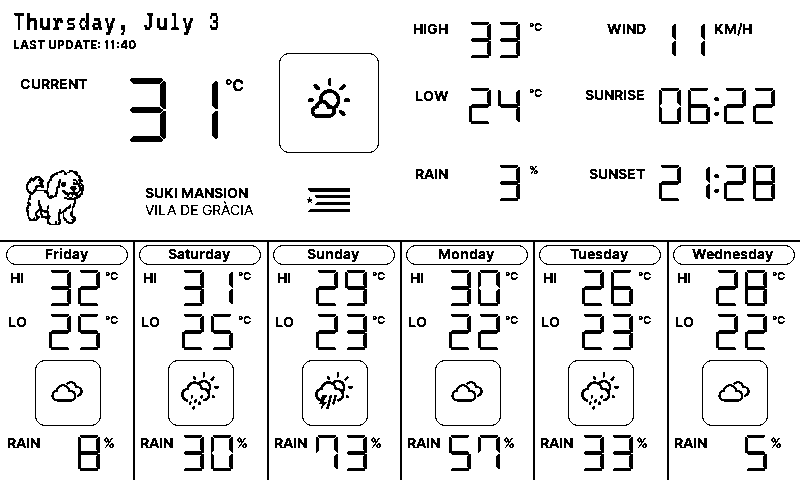 Thursday, July 3
LAST UPDATE: 11:40
CURRENT 31 °C
HIGH 33 °C
WIND 11 KM/H
LOW 24 °C
SUNRISE 06:22
RAIN 3 %
SUNSET 21:28
SUKI MANSION
VILA DE GRÀCIA
Friday
HI 32 °C
LO 25 °C
RAIN 8 %
Saturday
HI 31 °C
LO 25 °C
RAIN 30 %
Sunday
HI 29 °C
LO 23 °C
RAIN 73 %
Monday
HI 30 °C
LO 22 °C
RAIN 57 %
Tuesday
HI 26 °C
LO 23 °C
RAIN 33 %
Wednesday
HI 28 °C
LO 22 °C
RAIN 5 %